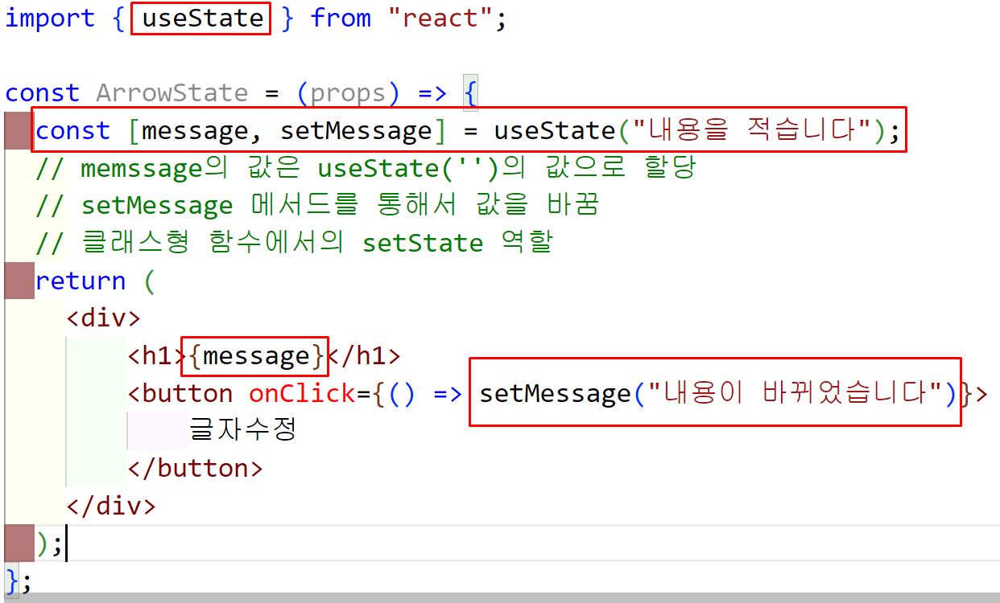 import { useState } from "react";
const ArrowState = (props) => {
const [message, setMessage] = useState("내용을 적습니다");
// memssage의 값은 useState('')의 값으로 할당
// setMessage 메서드를 통해서 값을 바꿈
// 클래스형 함수에서의 setState 역할
return (
<div>
<h1>{message}</h1>
<button onClick={() => setMessage("내용이 바뀌었습니다")}>
글자수정
</button>
</div>
);
};